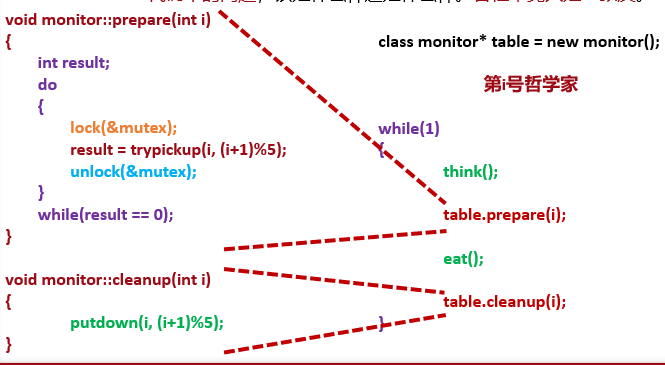 void monitor::prepare(int i)
{
int result;
do
{
lock(&mutex);
result = trypickup(i, (i+1)%5);
unlock(&mutex);
}
while(result == 0);
}
void monitor::cleanup(int i)
{
putdown(i, (i+1)%5);
}
class monitor* table = new monitor();
第i号哲学家
while(1)
{
think();
table.prepare(i);
eat();
table.cleanup(i);
}